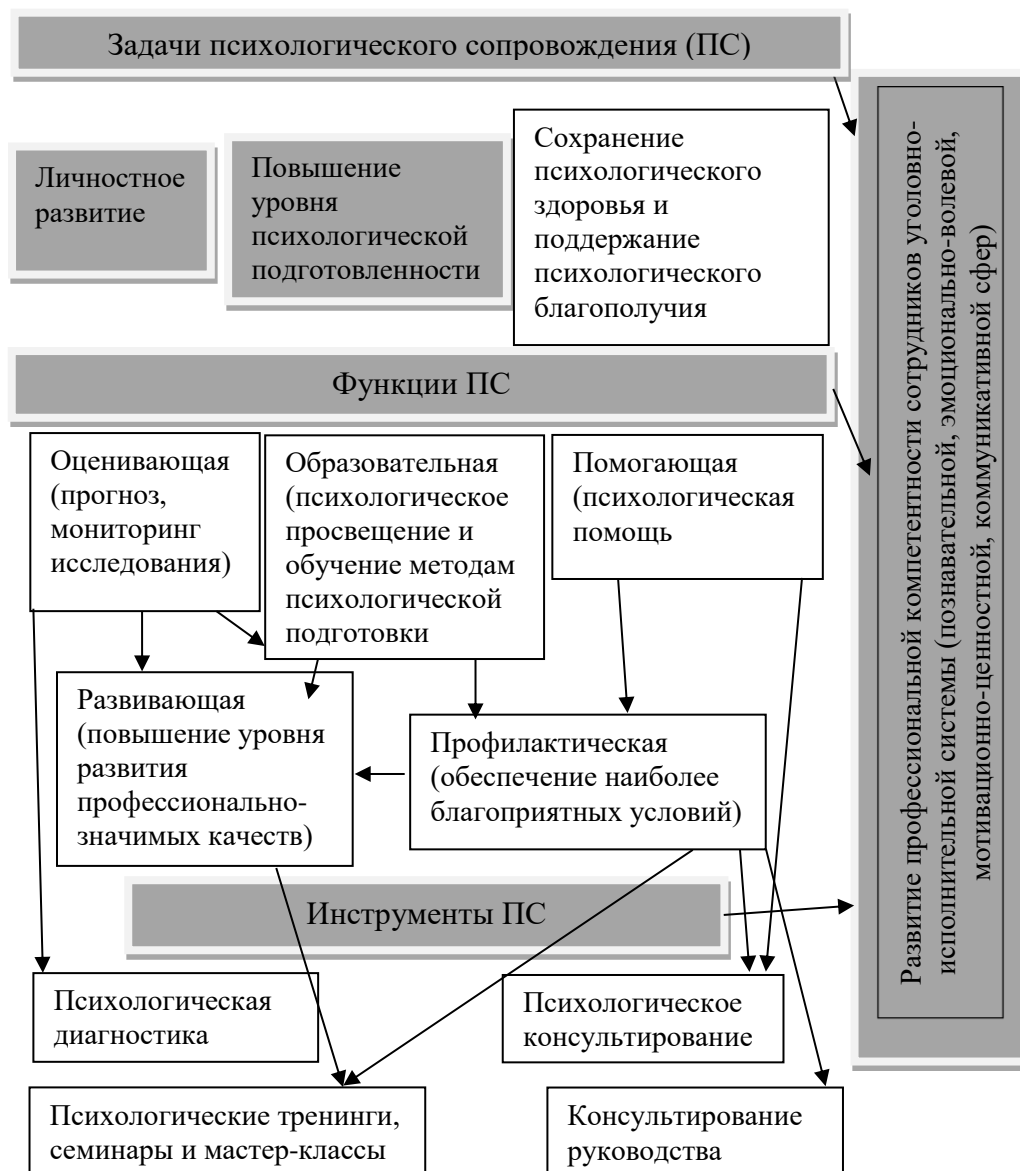 Задачи психологического сопровождения (ПС)
Личностное
развитие
Повышение
уровня
психологической
подготовленности
Сохранение
психологического
здоровья и
поддержание
психологического
благополучия
Функции ПС
Оценивающая
(прогноз,
мониторинг
исследования)
Образовательная
(психологическое
просвещение и
обучение методам
психологической
подготовки
Помогающая
(психологическая
помощь
Развивающая
(повышение уровня
развития
профессионально-
значимых качеств)
Профилактическая
(обеспечение наиболее
благоприятных условий)
Инструменты ПС
Психологическая
диагностика
Психологическое
консультирование
Психологические тренинги,
семинары и мастер-классы
Консультирование
руководства
Развитие профессиональной компетентности сотрудников уголовно-
исполнительной системы (познавательной, эмоционально-волевой,
мотивационно-ценностной, коммуникативной сфер)